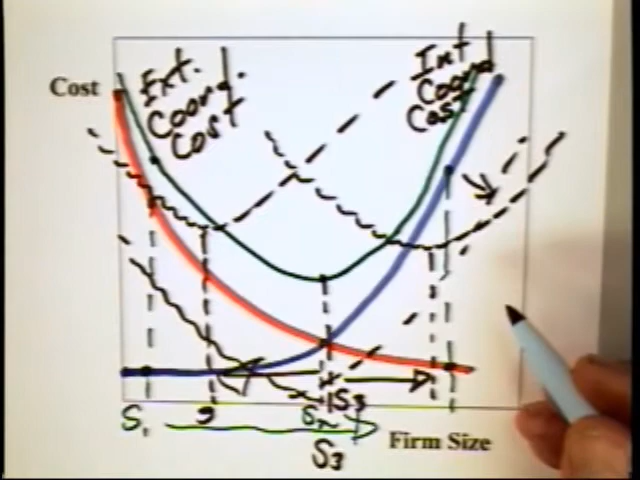 Cost
Ext.
Coord.
Cost
Int
Coord
Cost
S1
S
S2
S3
S3
Firm Size